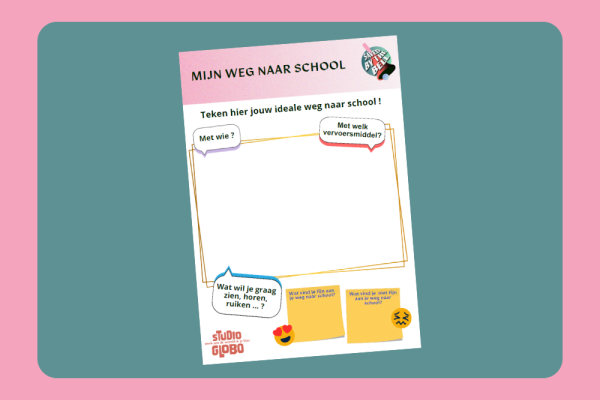 MIJN WEG NAAR SCHOOL
Teken hier jouw ideale weg naar school !
Met wie ?
Met welk
vervoersmiddel?
Wat wil je graag
zien, horen,
ruiken ... ?
Wat vind je fijn aan
je weg naar school?
Wat vind je niet fijn
aan je weg naar
school?
STUDIO
GLOBO